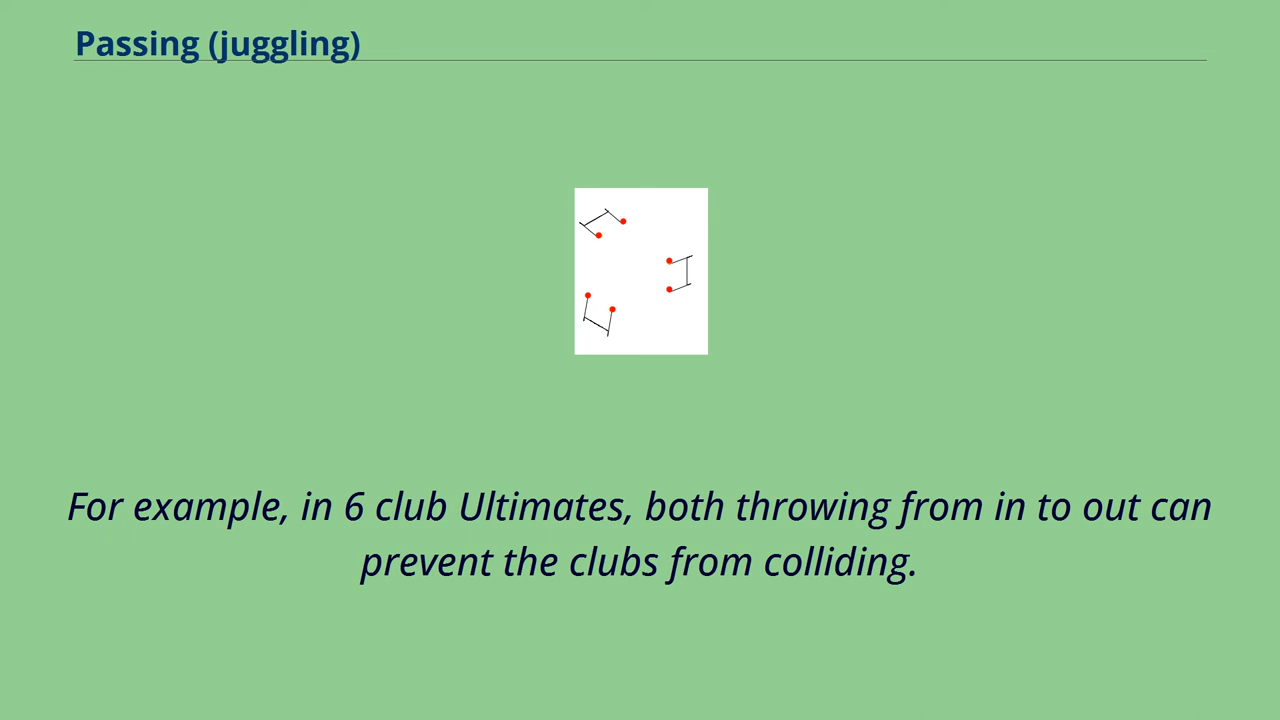 Passing (juggling)
For example, in 6 club Ultimates, both throwing from in to out can
prevent the clubs from colliding.